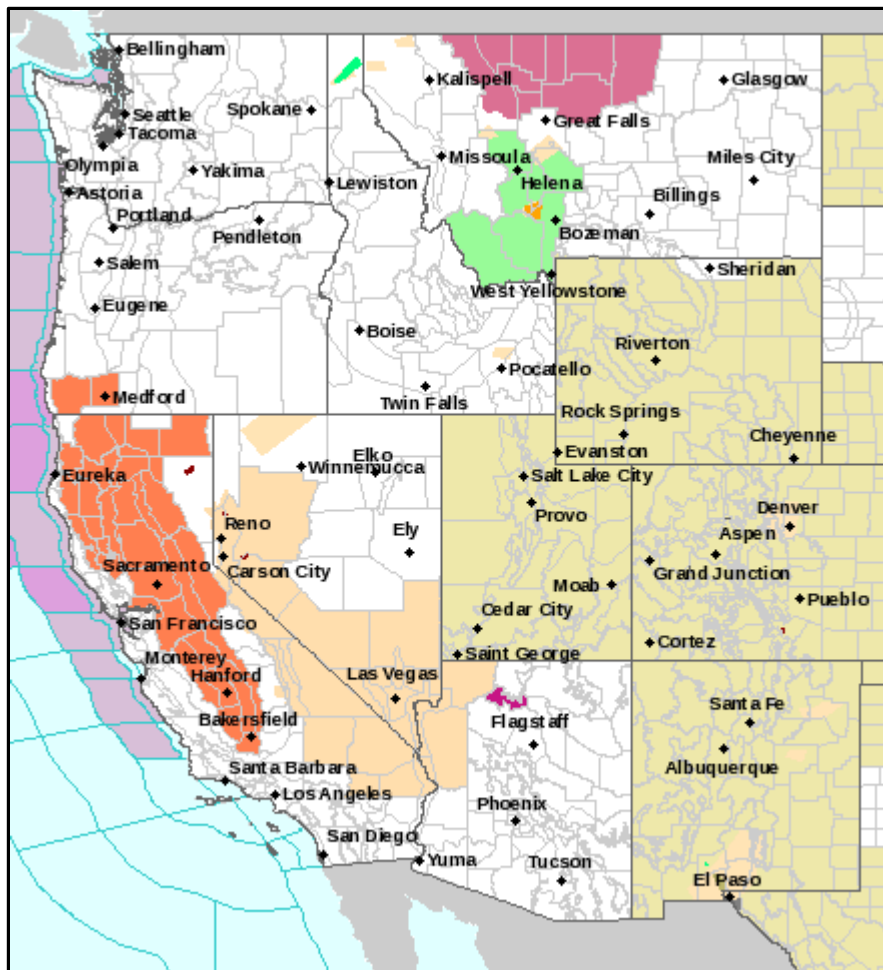 Bellingham
Kalispell
Glasgow
Seattle
Spokane
Great Falls
Tacoma
Olympia
Missoula
Miles City
Yakima
Helena
Lewiston
Astoria
Billings
Portland
Pendleton
Bozeman
Salem
Sheridan
West Yellowstone
Eugene
Boise
Riverton
Pocatello
Medford
Twin Falls
Rock Springs
Cheyenne
Elko
Evanston
Winnemucca
Eureka
Salt Lake City
Provo
Denver
Reno
Aspen
Ely
Sacramento
Carson City
Grand Junction
Moab
Pueblo
Cedar City
San Francisco
Cortez
Saint George
Monterey
Hanford
Las Vegas
Santa Fe
Bakersfield
Flagstaff
Albuquerque
Santa Barbara
Los Angeles
Phoenix
San Diego
Yuma
Tucson
El Paso